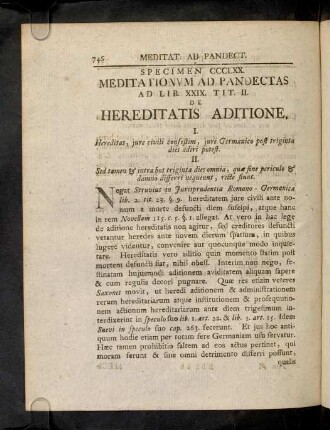 746 MEDITAT. AD PANDECT.
SPECIMEN CCCLXX.
MEDITATIONVM AD PANDECTAS
AD LIB. XXIX. TIT. II.
DE
HEREDITATIS ADITIONE.
I.
Hereditas, jure civili confestim, jure Germanico post triginta
dies adiri potest.
II.
Sed tamen & intra hos triginta dies omnia, quæ sine periculo &
damno differri nequeunt, recte fiunt.
Negat Struvius in Jurisprudentia Romano-Germanica
lib. 2. tit. 23. §. 9. hereditatem jure civili ante no-
num a morte defuncti diem suscipi, atque hanc
in rem Novellam 115. c. 5. §. 1. allegat. At vero in hac lege
de aditione hereditatis non agitur, sed creditores defuncti
vetantur heredes ante novem dierum spatium, in quibus
lugere videntur, convenire aut quocunque modo inquie-
tare. Hereditatis vero aditio quin momento statim post
mortem defuncti fiat, nihil obest. Interim non nego, fe-
stinatam hujusmodi aditionem aviditatem aliquam sapere
& cum regulis decori pugnare. Quæ res etiam veteres
Saxones movit, ut heredi aditionem & administrationem
rerum hereditariarum atque institutionem & prosequutio-
nem actionum hereditariarum ante diem trigesimum in-
terdixerint in speculo suo lib. 1. art. 22. & lib. 3. art. 15. Idem
Suevi in speculo suo cap. 263. fecerunt. Et jus hoc anti-
quum hodie etiam per totam fere Germaniam usu servatur.
Hæc tamen prohibitio saltem ad eos actus pertinet, qui
moram ferunt & sine omni detrimento differri possunt,
qualis